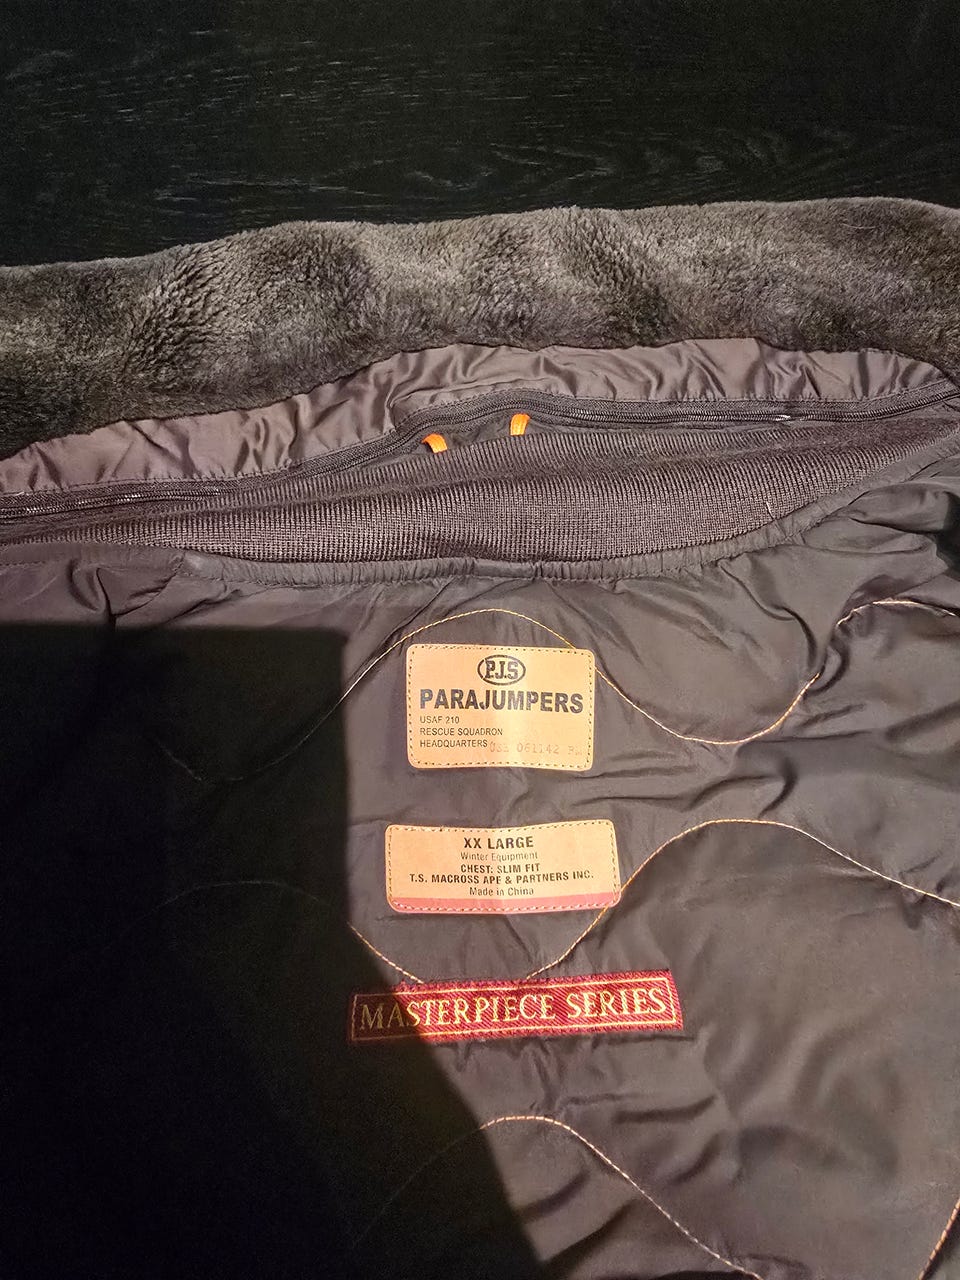 P.J.S
PARAJUMPERS
USAF 210
RESCUE SQUADRON
HEADQUARTERS 061142
XX LARGE
Winter Equipment
CHEST: SLIM FIT
T.S. MACROSS APE & PARTNERS INC.
Made in China
MASTERPIECE SERIES